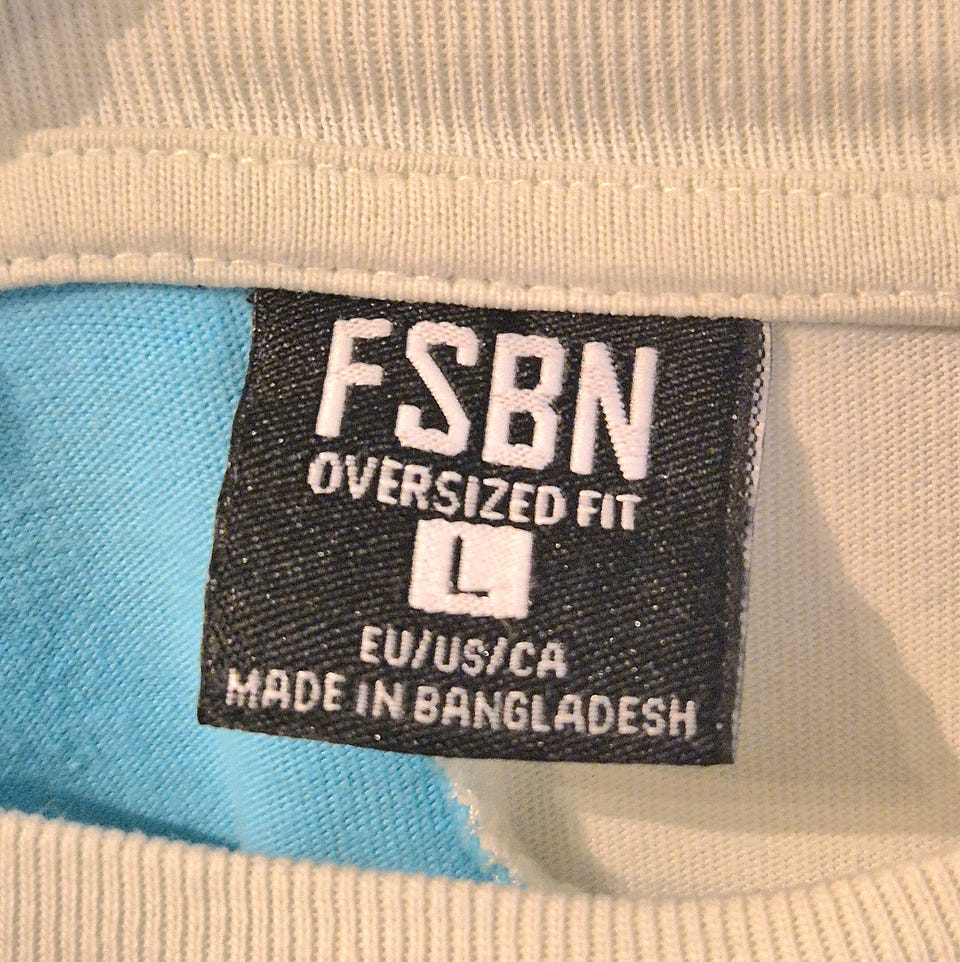 FSBN
OVERSIZED FIT
L
EU/US/CA
MADE IN BANGLADESH